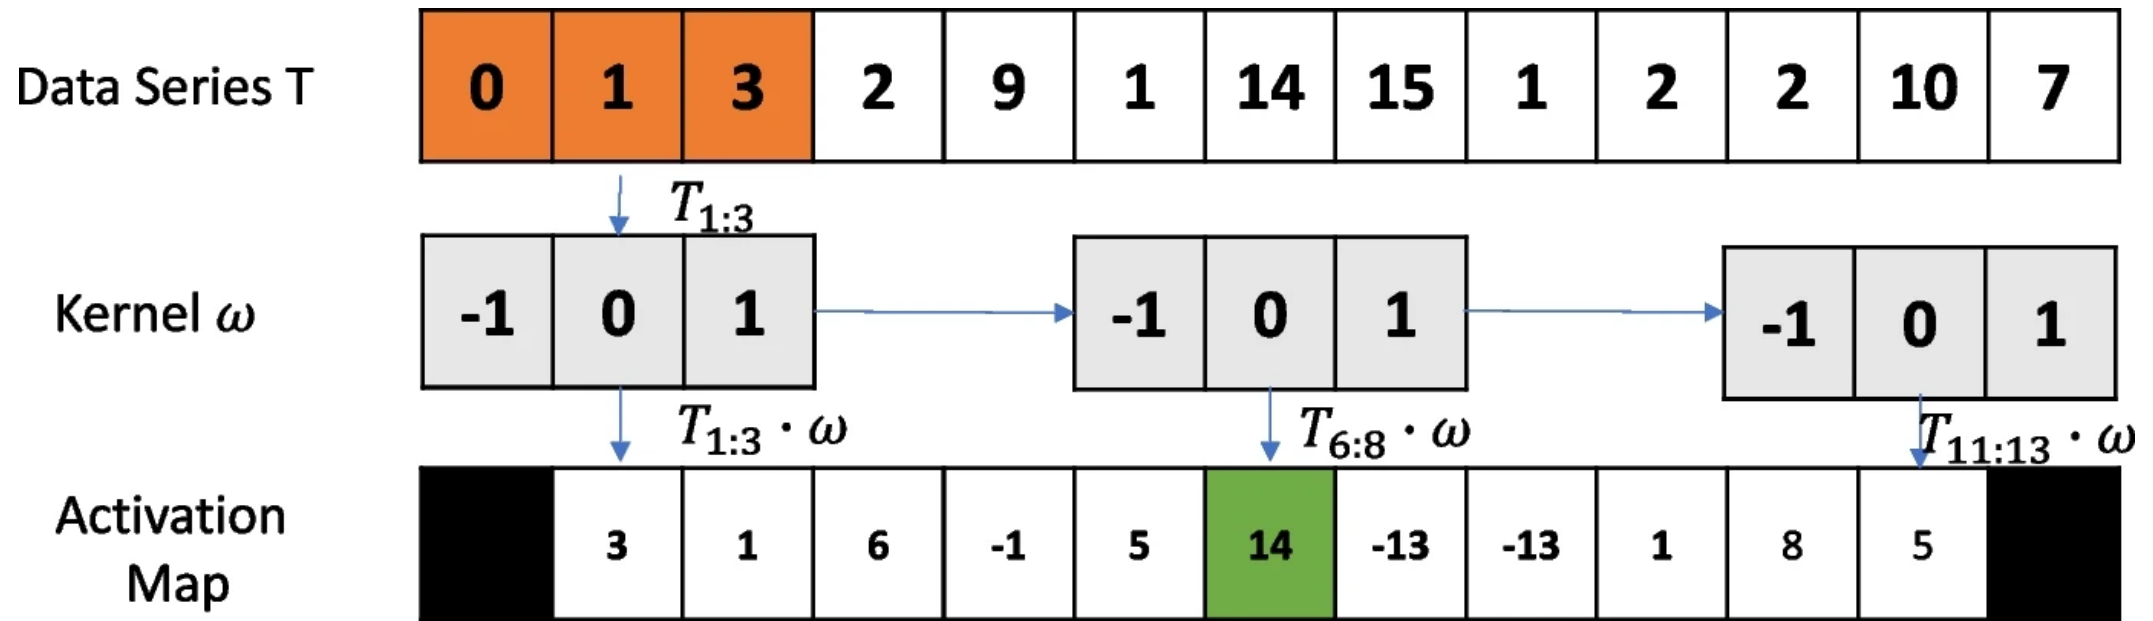 Data Series T 0 1 3 2 9 1 14 15 1 2 2 10 7
T1:3
Kernel ω -1 0 1 -1 0 1 -1 0 1
T1:3 · ω T6:8 · ω T11:13 · ω
Activation
Map
3 1 6 -1 5 14 -13 -13 1 8 5